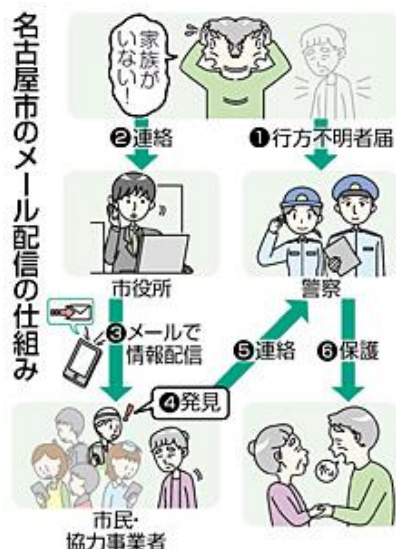 名古屋市のメール配信の仕組み
家族が
いない!
❷連絡
❶行方不明者届
市役所
警察
❸メールで
情報配信
❹発見
❺連絡
❻保護
市民・
協力事業者